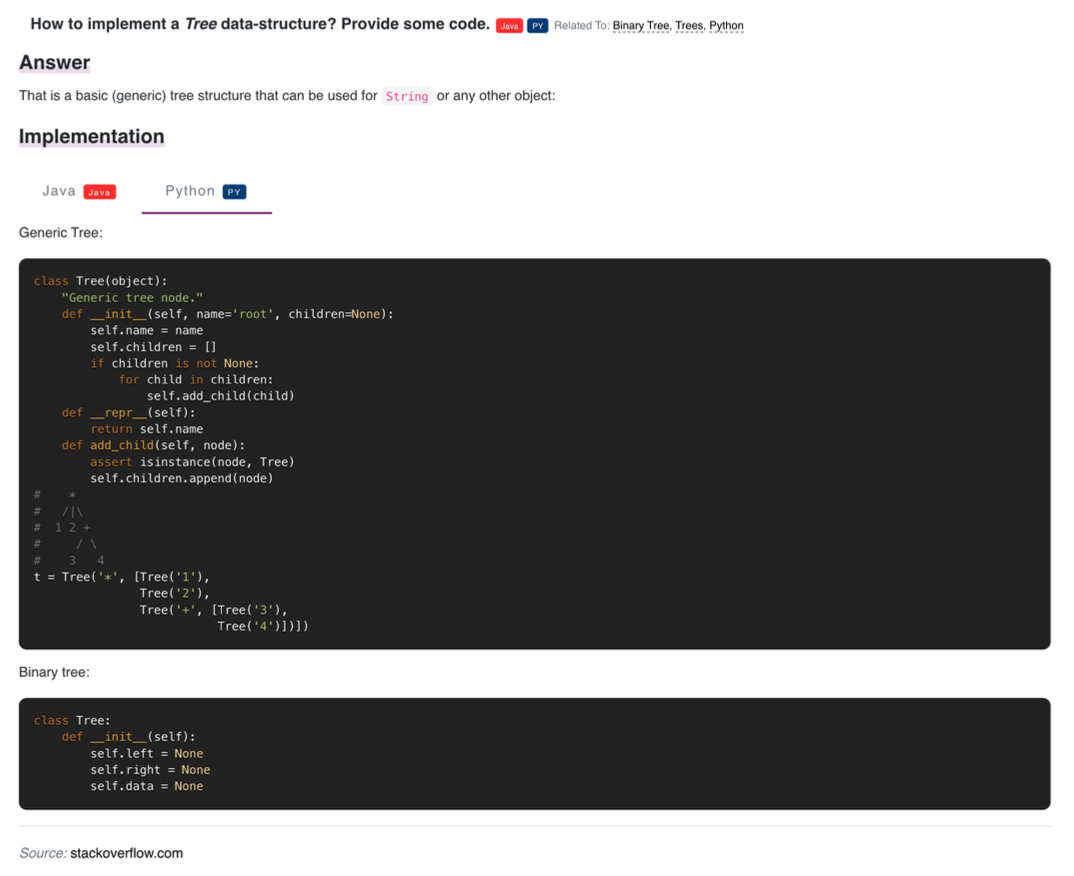 How to implement a Tree data-structure? Provide some code. Java PY Related To: Binary Tree, Trees, Python
Answer
That is a basic (generic) tree structure that can be used for String or any other object:
Implementation
Java Java Python PY
Generic Tree:
class Tree(object):
    "Generic tree node."
    def __init__(self, name='root', children=None):
        self.name = name
        self.children = []
        if children is not None:
            for child in children:
                self.add_child(child)
    def __repr__(self):
        return self.name
    def add_child(self, node):
        assert isinstance(node, Tree)
        self.children.append(node)
#    *
#   /|\
#  1 2 +
#     / \
#    3   4
t = Tree('*', [Tree('1'),
               Tree('2'),
               Tree('+', [Tree('3'),
                          Tree('4')])])
Binary tree:
class Tree:
    def __init__(self):
        self.left = None
        self.right = None
        self.data = None
Source: stackoverflow.com